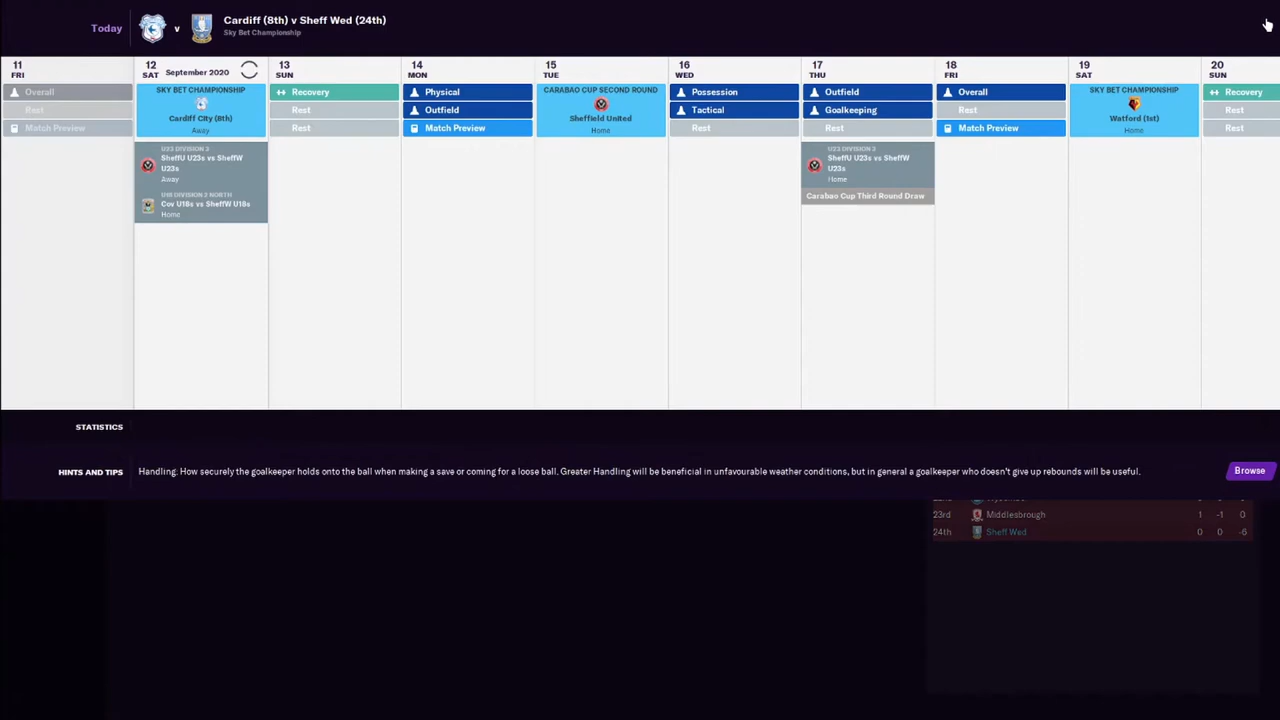 Today
v
Cardiff (8th) v Sheff Wed (24th)
Sky Bet Championship
11
FRI
Overall
Rest
Match Preview
12
SAT
September 2020
SKY BET CHAMPIONSHIP
Cardiff City (8th)
Away
U23 DIVISION 2
SheffU U23s vs SheffW
U23s
Away
U18 DIVISION 2 NORTH
Cov U18s vs SheffW U18s
Home
13
SUN
Recovery
Rest
Rest
14
MON
Physical
Outfield
Match Preview
15
TUE
CARABAO CUP SECOND ROUND
Sheffield United
Home
16
WED
Possession
Tactical
Rest
17
THU
Outfield
Goalkeeping
Rest
U23 DIVISION 2
SheffU U23s vs SheffW
U23s
Home
Carabao Cup Third Round Draw
18
FRI
Overall
Rest
Match Preview
19
SAT
SKY BET CHAMPIONSHIP
Watford (1st)
Home
20
SUN
Recovery
Rest
Rest
STATISTICS
HINTS AND TIPS
Handling: How securely the goalkeeper holds onto the ball when making a save or coming for a loose ball. Greater Handling will be beneficial in unfavourable weather conditions, but in general a goalkeeper who doesn't give up rebounds will be useful.
Browse
23rd Middlesbrough 1 -1 0
24th Sheff Wed 0 0 -6